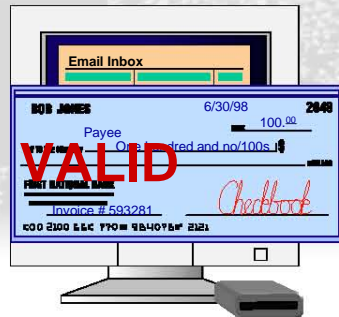 Email Inbox
BOB JONES 6/30/98 2649
100.00
Payee
One hundred and no/100s $
VALID
FIRST NATIONAL BANK
Invoice # 593281 Checkbook